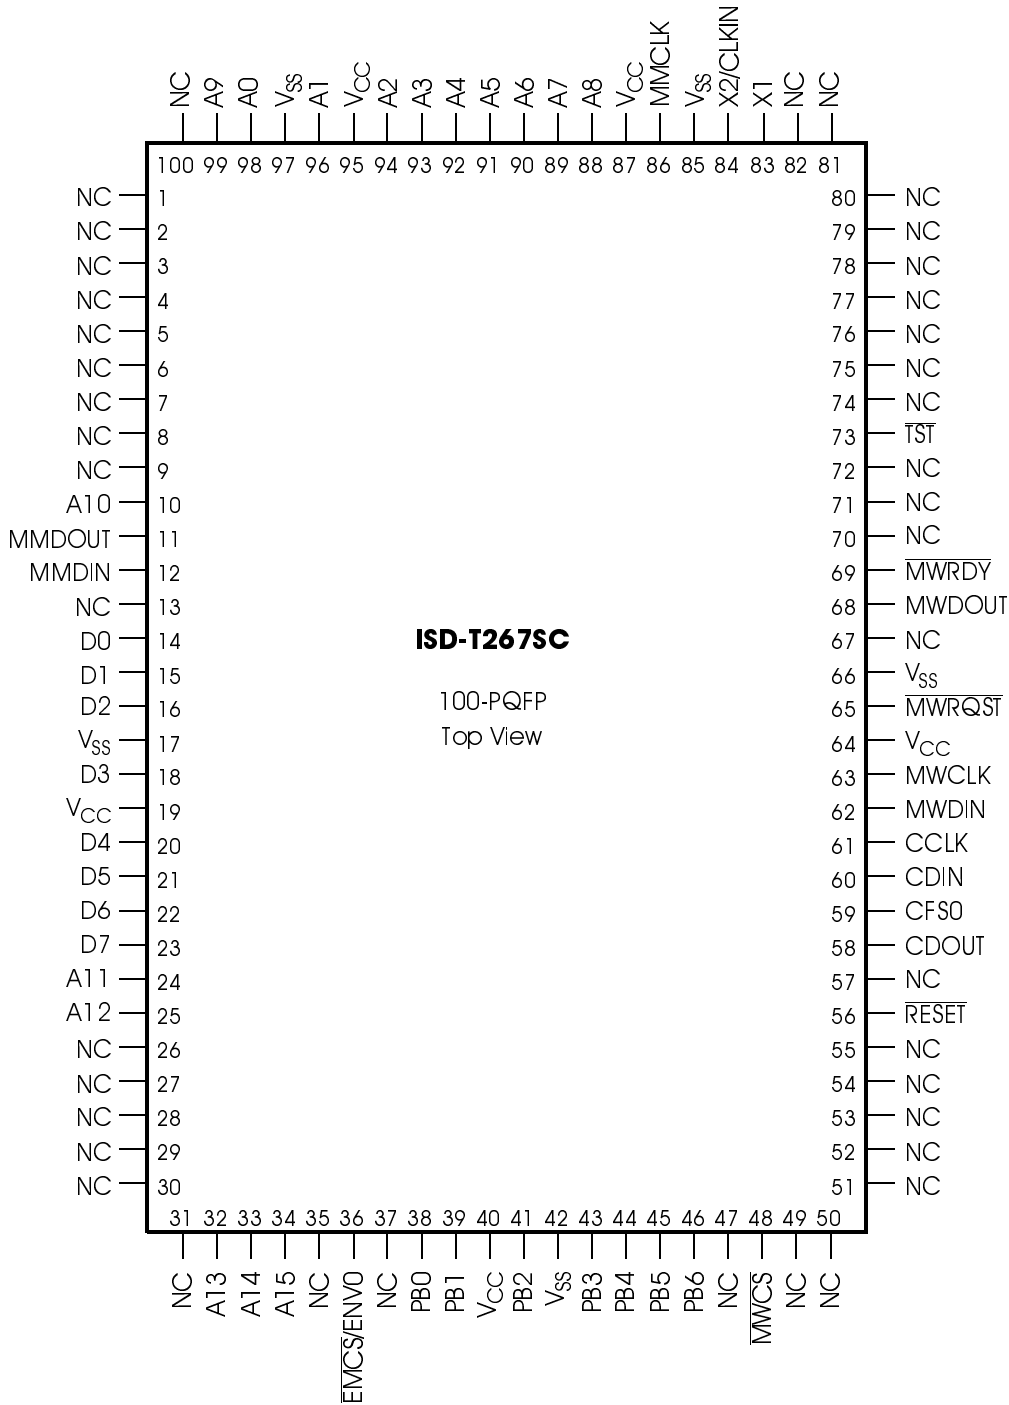 NC A9 A0 VSS A1 VCC A2 A3 A4 A5 A6 A7 A8 VCC MMCLK VSS X2/CLKIN X1 NC NC
100 99 98 97 96 95 94 93 92 91 90 89 88 87 86 85 84 83 82 81
NC 1 80 NC
NC 2 79 NC
NC 3 78 NC
NC 4 77 NC
NC 5 76 NC
NC 6 75 NC
NC 7 74 NC
NC 8 73 TST
NC 9 72 NC
A10 10 71 NC
MMDOUT 11 70 NC
MMDIN 12 69 MWRDY
NC 13 68 MWDOUT
D0 14 ISD-T267SC 67 NC
D1 15 66 VSS
100-PQFP
D2 16 65 MWRQST
Top View
VSS 17 64 VCC
D3 18 63 MWCLK
VCC 19 62 MWDIN
D4 20 61 CCLK
D5 21 60 CDIN
D6 22 59 CFS0
D7 23 58 CDOUT
A11 24 57 NC
A12 25 56 RESET
NC 26 55 NC
NC 27 54 NC
NC 28 53 NC
NC 29 52 NC
NC 30 51 NC
31 32 33 34 35 36 37 38 39 40 41 42 43 44 45 46 47 48 49 50
NC A13 A14 A15 NC EMCS/ENV0 NC PB0 PB1 VCC PB2 VSS PB3 PB4 PB5 PB6 NC MWCS NC NC